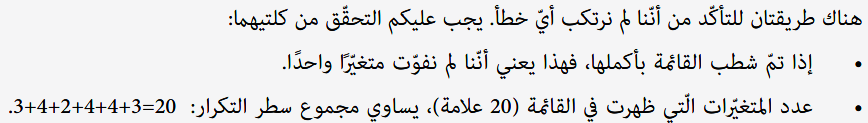 هناك طريقتان للتأكّد من أنّنا لم نرتكب أيّ خطأ. يجب عليكم التحقّق من كلتيهما:
• إذا تمّ شطب القائمة بأكملها، فهذا يعني أنّنا لم نفوّت متغيّرًا واحدًا.
• عدد المتغيّرات الّتي ظهرت في القائمة (20 علامة)، يساوي مجموع سطر التكرار: 3+4+2+4+4+3=20.